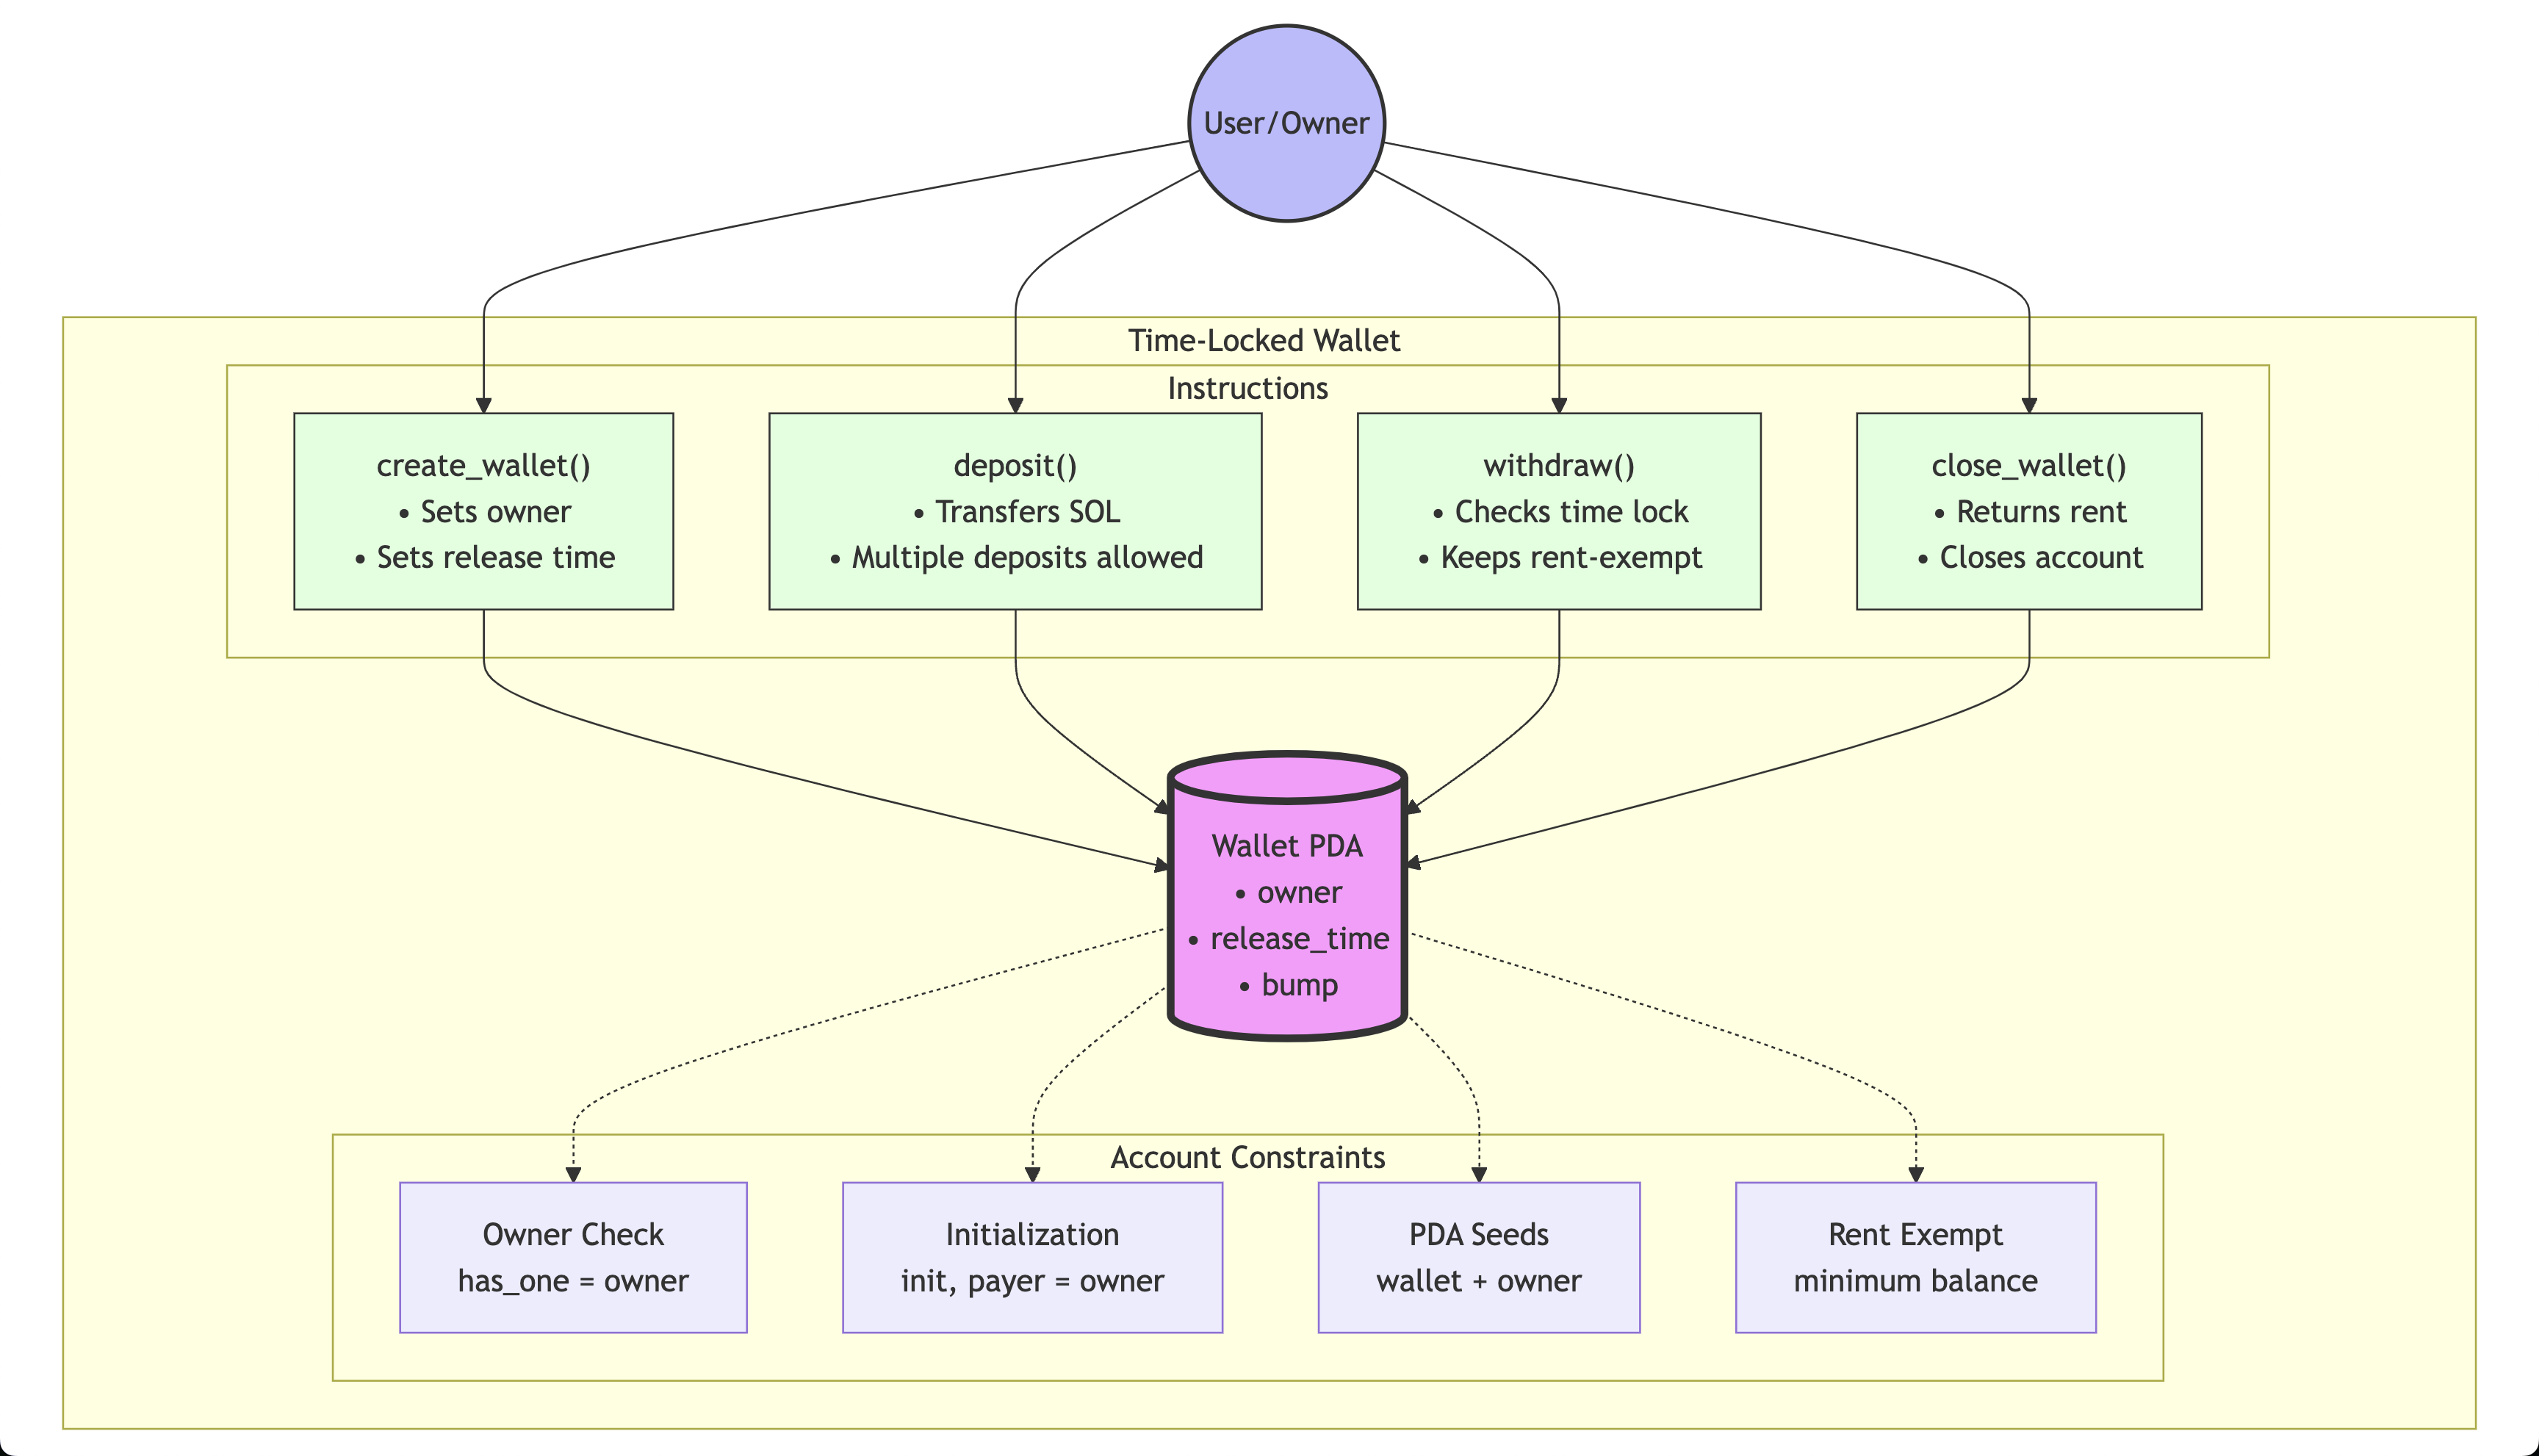 User/Owner
Time-Locked Wallet
Instructions
create_wallet()
• Sets owner
• Sets release time
deposit()
• Transfers SOL
• Multiple deposits allowed
withdraw()
• Checks time lock
• Keeps rent-exempt
close_wallet()
• Returns rent
• Closes account
Wallet PDA
• owner
• release_time
• bump
Account Constraints
Owner Check
has_one = owner
Initialization
init, payer = owner
PDA Seeds
wallet + owner
Rent Exempt
minimum balance